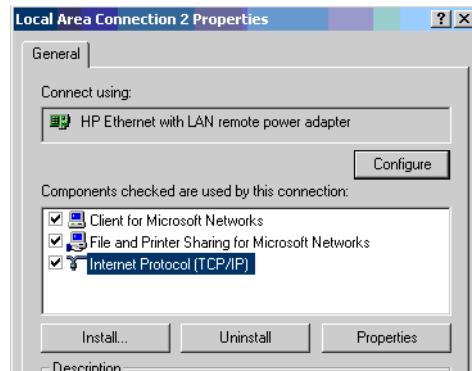 Local Area Connection 2 Properties
General
Connect using:
HP Ethernet with LAN remote power adapter
Configure
Components checked are used by this connection:
Client for Microsoft Networks
File and Printer Sharing for Microsoft Networks
Internet Protocol (TCP/IP)
Install... Uninstall Properties
Description